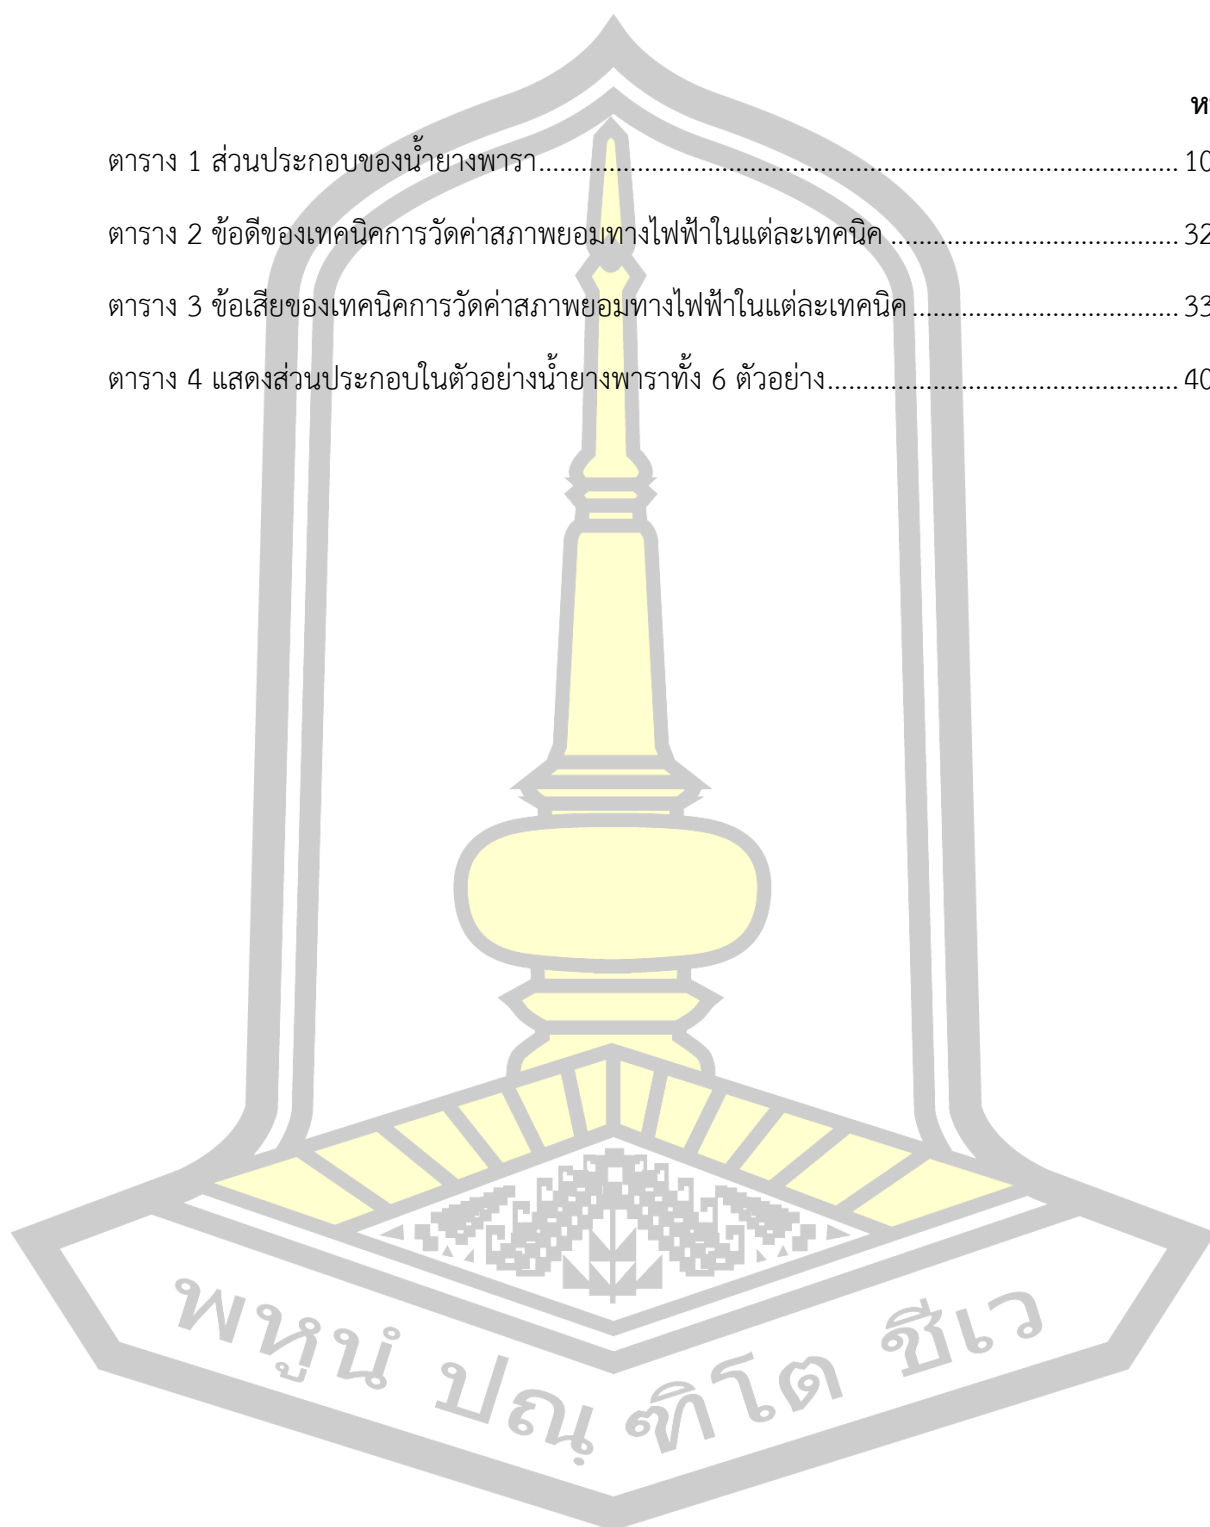 ตาราง 1 ส่วนประกอบของน้ำยางพารา........................................................................................... 10
ตาราง 2 ข้อดีของเทคนิคการวัดค่าสภาพยอมทางไฟฟ้าในแต่ละเทคนิค ......................................... 32
ตาราง 3 ข้อเสียของเทคนิคการวัดค่าสภาพยอมทางไฟฟ้าในแต่ละเทคนิค ...................................... 33
ตาราง 4 แสดงส่วนประกอบในตัวอย่างน้ำยางพาราทั้ง 6 ตัวอย่าง.................................................. 40
พหูนํ ปณฺฑิโต ชีเว